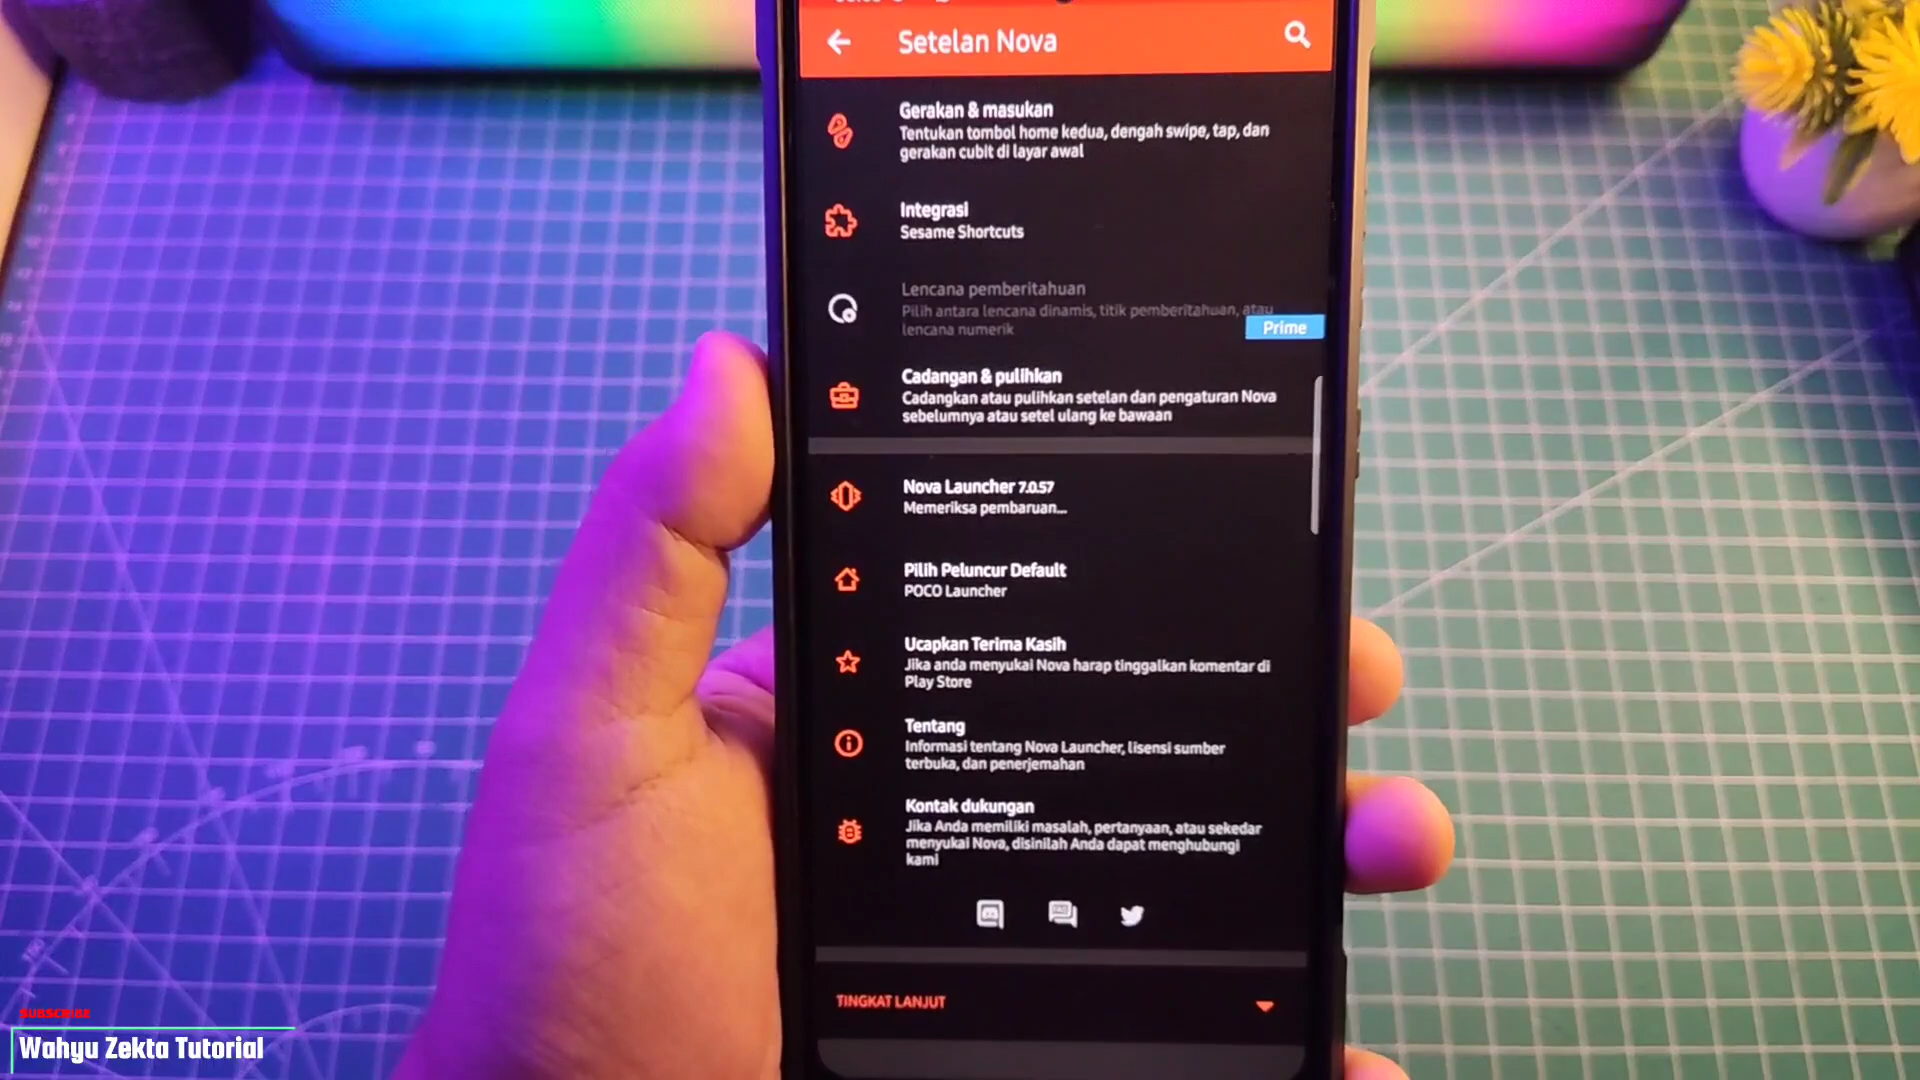 Setelan Nova
Gerakan & masukan
Tentukan tombol home kedua, dengah swipe, tap, dan
gerakan cubit di layar awal
Integrasi
Sesame Shortcuts
Lencana pemberitahuan
Pilih antara lencana dinamis, titik pemberitahuan, atau
lencana numerik
Prime
Cadangan & pulihkan
Cadangkan atau pulihkan setelan dan pengaturan Nova
sebelumnya atau setel ulang ke bawaan
Nova Launcher 7.0.57
Memeriksa pembaruan...
Pilih Peluncur Default
POCO Launcher
Ucapkan Terima Kasih
Jika anda menyukai Nova harap tinggalkan komentar di
Play Store
Tentang
Informasi tentang Nova Launcher, lisensi sumber
terbuka, dan penerjemahan
Kontak dukungan
Jika Anda memiliki masalah, pertanyaan, atau sekedar
menyukai Nova, disinilah Anda dapat menghubungi
kami
TINGKAT LANJUT
SUBSCRIBE
Wahyu Zekta Tutorial